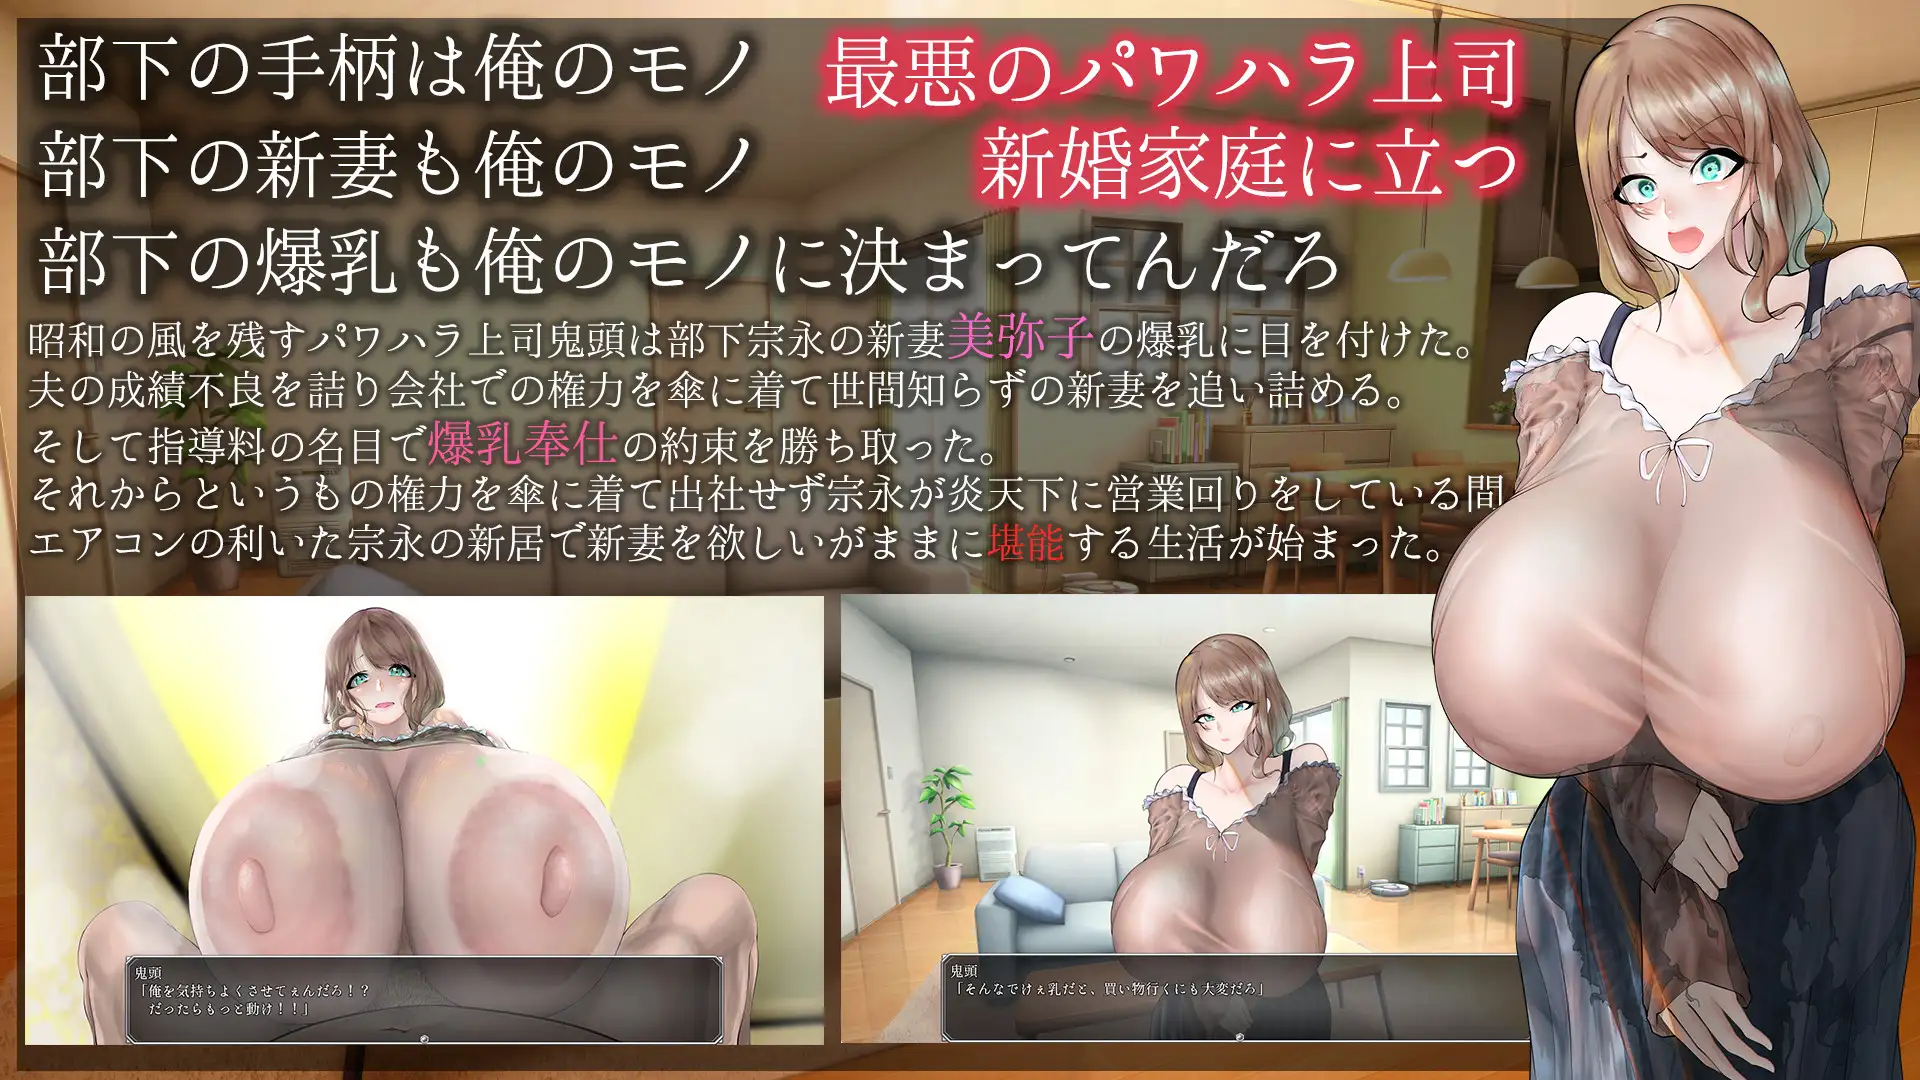 部下の手柄は俺のモノ
部下の新妻も俺のモノ
部下の爆乳も俺のモノに決まってんだろ
最悪のパワハラ上司
新婚家庭に立つ
昭和の風を残すパワハラ上司鬼頭は部下宗永の新妻美弥子の爆乳に目を付けた。
夫の成績不良を詰り会社での権力を傘に着て世間知らずの新妻を追い詰める。
そして指導料の名目で爆乳奉仕の約束を勝ち取った。
それからというもの権力を傘に着て出社せず宗永が炎天下に営業回りをしている間
エアコンの利いた宗永の新居で新妻を欲しいがままに堪能する生活が始まった。
鬼頭
「俺を気持ちよくさせてぇんだろ！？
だったらもっと動け！！」
鬼頭
「そんなでけぇ乳だと、買い物行くにも大変だろ」